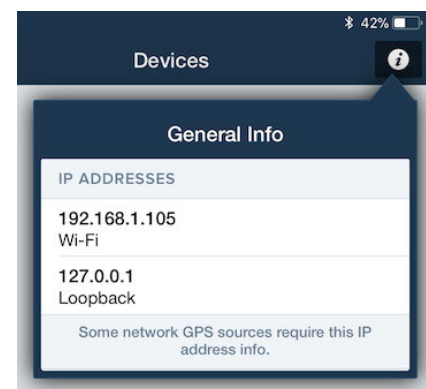 42%
Devices
General Info
IP ADDRESSES
192.168.1.105
Wi-Fi
127.0.0.1
Loopback
Some network GPS sources require this IP
address info.